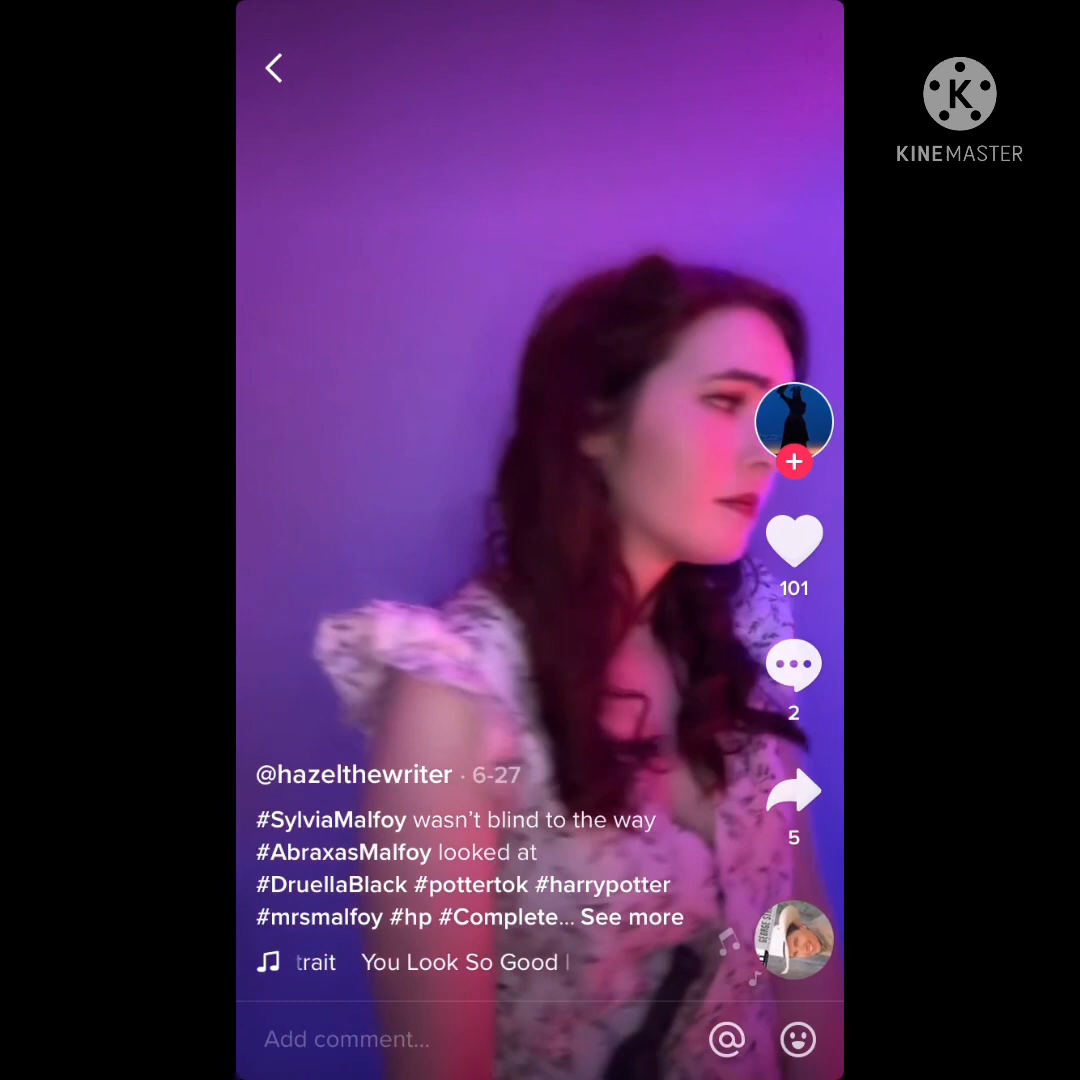 KINEMASTER
101
2
@hazelthewriter · 6-27
#SylviaMalfoy wasn't blind to the way
#AbraxasMalfoy looked at
#DruellaBlack #pottertok #harrypotter
#mrsmalfoy #hp #Complete... See more
5
trait You Look So Good
Add comment...